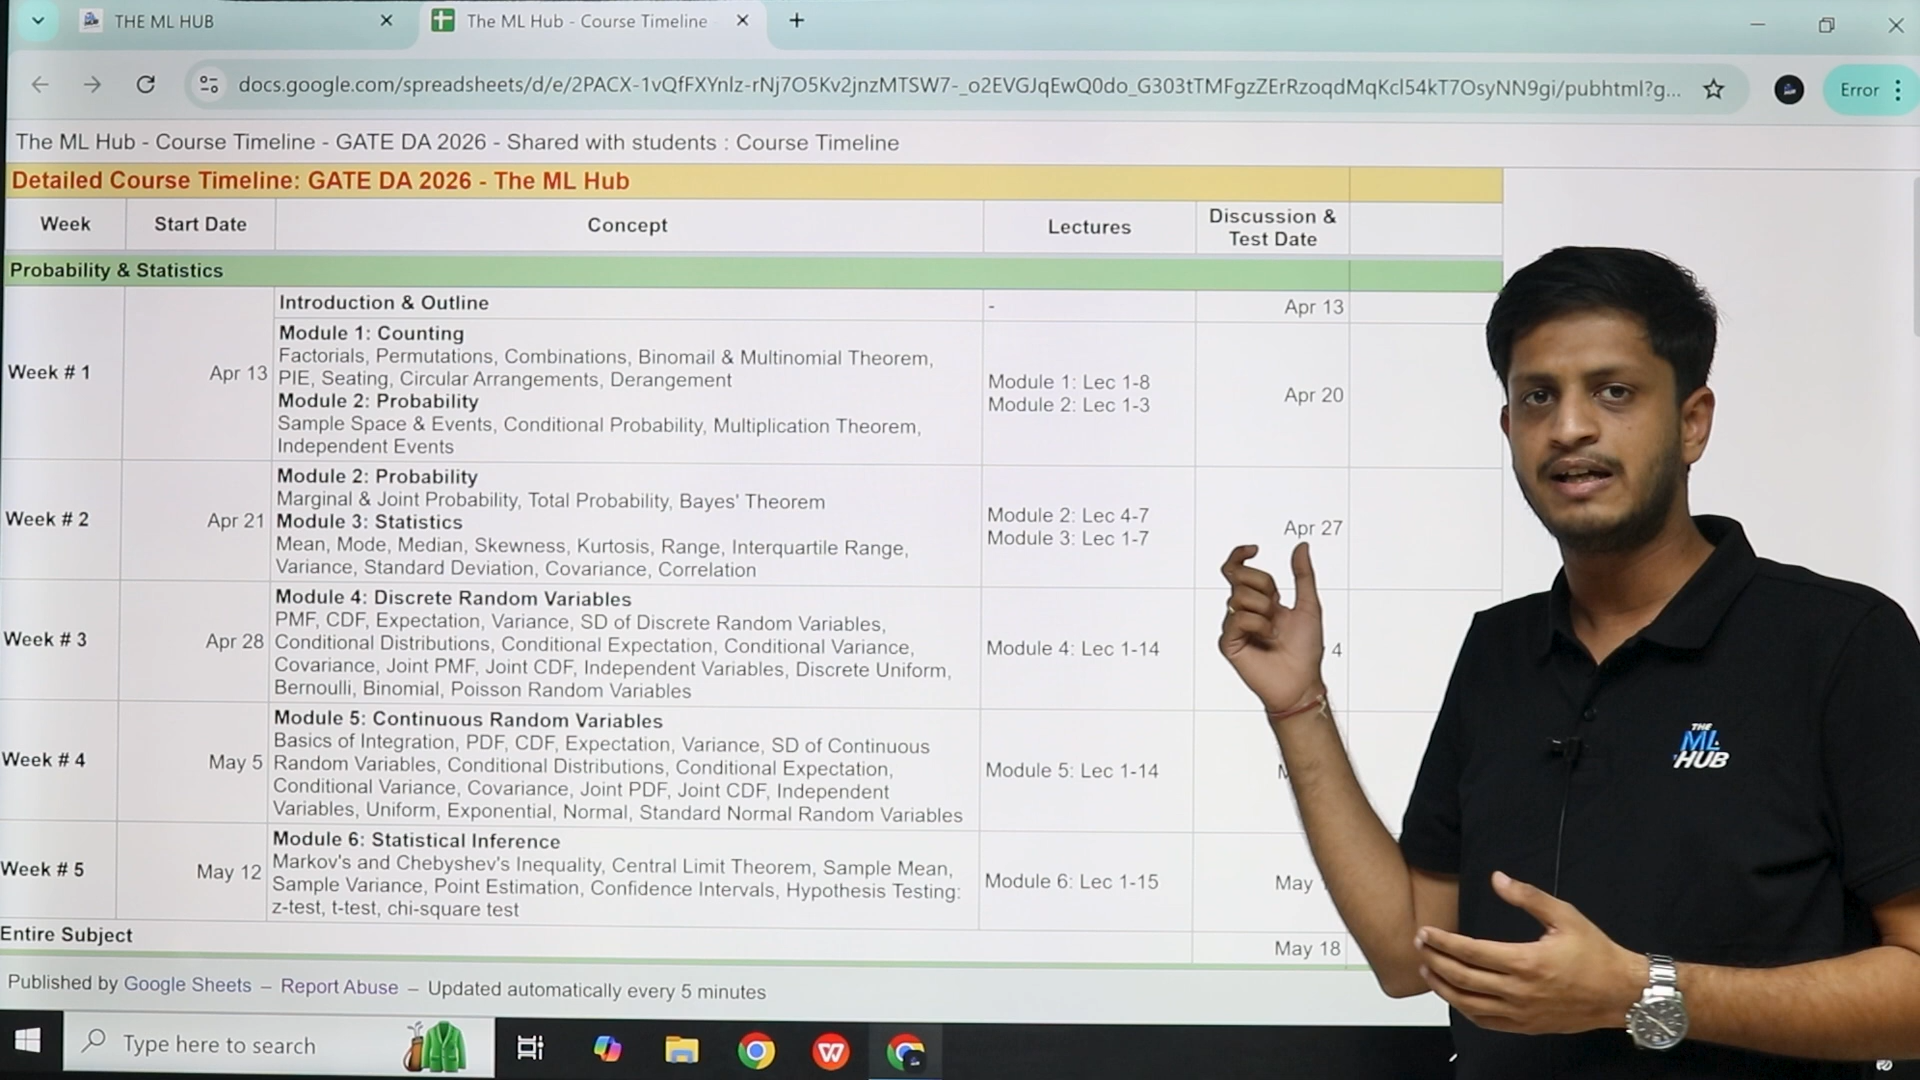 THE ML HUB
The ML Hub - Course Timeline
docs.google.com/spreadsheets/d/e/2PACX-1vQfFXYnlz-rNj7O5Kv2jnzMTSW7-_o2EVGJqEwQ0do_G303tTMFgzZErRzoqdMqKcl54kT7OsyNN9gi/pubhtml?g...
Error
The ML Hub - Course Timeline - GATE DA 2026 - Shared with students : Course Timeline
Detailed Course Timeline: GATE DA 2026 - The ML Hub
Week Start Date Concept Lectures Discussion &
Test Date
Probability & Statistics
Introduction & Outline - Apr 13
Module 1: Counting
Factorials, Permutations, Combinations, Binomail & Multinomial Theorem,
Week # 1 Apr 13 PIE, Seating, Circular Arrangements, Derangement Module 1: Lec 1-8 Apr 20
Module 2: Probability Module 2: Lec 1-3
Sample Space & Events, Conditional Probability, Multiplication Theorem,
Independent Events
Module 2: Probability
Marginal & Joint Probability, Total Probability, Bayes' Theorem
Week # 2 Apr 21 Module 3: Statistics Module 2: Lec 4-7 Apr 27
Mean, Mode, Median, Skewness, Kurtosis, Range, Interquartile Range, Module 3: Lec 1-7
Variance, Standard Deviation, Covariance, Correlation
Module 4: Discrete Random Variables
PMF, CDF, Expectation, Variance, SD of Discrete Random Variables,
Week # 3 Apr 28 Conditional Distributions, Conditional Expectation, Conditional Variance, Module 4: Lec 1-14 4
Covariance, Joint PMF, Joint CDF, Independent Variables, Discrete Uniform,
Bernoulli, Binomial, Poisson Random Variables
Module 5: Continuous Random Variables
Basics of Integration, PDF, CDF, Expectation, Variance, SD of Continuous
Week # 4 May 5 Random Variables, Conditional Distributions, Conditional Expectation, Module 5: Lec 1-14
Conditional Variance, Covariance, Joint PDF, Joint CDF, Independent
Variables, Uniform, Exponential, Normal, Standard Normal Random Variables
Module 6: Statistical Inference
Markov's and Chebyshev's Inequality, Central Limit Theorem, Sample Mean,
Week # 5 May 12 Sample Variance, Point Estimation, Confidence Intervals, Hypothesis Testing: Module 6: Lec 1-15 May
z-test, t-test, chi-square test
Entire Subject May 18
Published by Google Sheets – Report Abuse – Updated automatically every 5 minutes
Type here to search
THE
ML
HUB